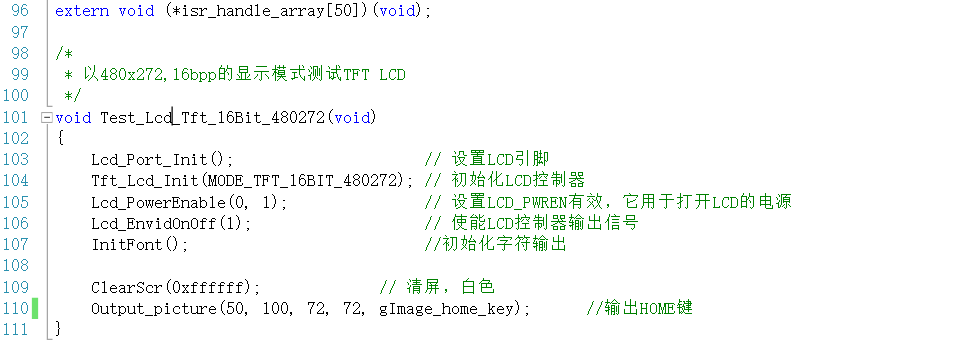 96 extern void (*isr_handle_array[50])(void);
97
98 /*
99 * 以480x272,16bpp的显示模式测试TFT LCD
100 */
101 void Test_Lcd_Tft_16Bit_480272(void)
102 {
103 Lcd_Port_Init(); // 设置LCD引脚
104 Tft_Lcd_Init(MODE_TFT_16BIT_480272); // 初始化LCD控制器
105 Lcd_PowerEnable(0, 1); // 设置LCD_PWREN有效，它用于打开LCD的电源
106 Lcd_EnvidOnOff(1); // 使能LCD控制器输出信号
107 InitFont(); //初始化字符输出
108
109 ClearScr(0xffffff); // 清屏，白色
110 Output_picture(50, 100, 72, 72, gImage_home_key); //输出HOME键
111 }